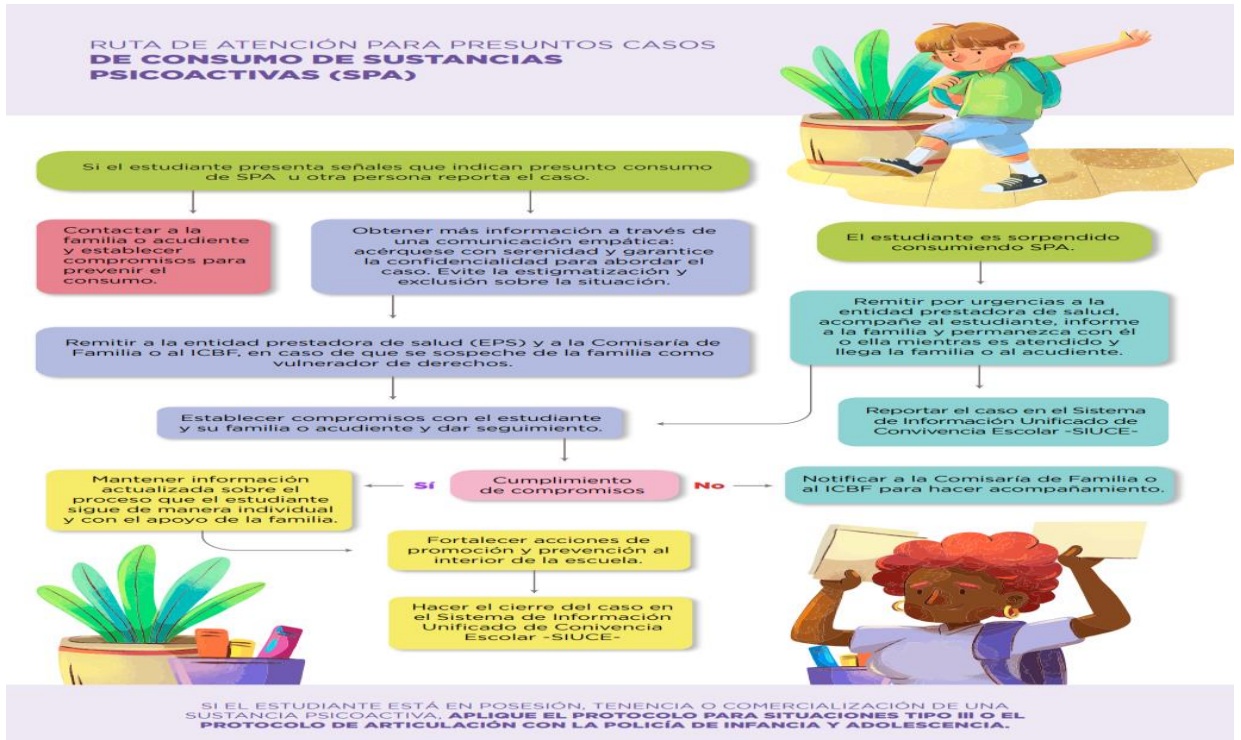 RUTA DE ATENCIÓN PARA PRESUNTOS CASOS
DE CONSUMO DE SUSTANCIAS
PSICOACTIVAS (SPA)
Si el estudiante presenta señales que indican presunto consumo
de SPA u otra persona reporta el caso.
Contactar a la
familia o acudiente
y establecer
compromisos para
prevenir el
consumo.
Obtener más información a través de
una comunicación empática:
acérquese con serenidad y garantice
la confidencialidad para abordar el
caso. Evite la estigmatización y
exclusión sobre la situación.
Remitir a la entidad prestadora de salud (EPS) y a la Comisaría de
Familia o al ICBF, en caso de que se sospeche de la familia como
vulnerador de derechos.
El estudiante es sorpendido
consumiendo SPA.
Remitir por urgencias a la
entidad prestadora de salud,
acompañe al estudiante, informe
a la familia y permanezca con él
o ella mientras es atendido y
llega la familia o al acudiente.
Reportar el caso en el Sistema
de Información Unificado de
Convivencia Escolar -SIUCE-
Establecer compromisos con el estudiante
y su familia o acudiente y dar seguimiento.
Cumplimiento
de compromisos
Sí
No
Mantener información
actualizada sobre el
proceso que el estudiante
sigue de manera individual
y con el apoyo de la familia.
Notificar a la Comisaría de Familia o
al ICBF para hacer acompañamiento.
Fortalecer acciones de
promoción y prevención al
interior de la escuela.
Hacer el cierre del caso en
el Sistema de Información
Unificado de Conivencia
Escolar -SIUCE-
SI EL ESTUDIANTE ESTÁ EN POSESIÓN, TENENCIA O COMERCIALIZACIÓN DE UNA
SUSTANCIA PSICOACTIVA, APLIQUE EL PROTOCOLO PARA SITUACIONES TIPO III O EL
PROTOCOLO DE ARTICULACIÓN CON LA POLICÍA DE INFANCIA Y ADOLESCENCIA.